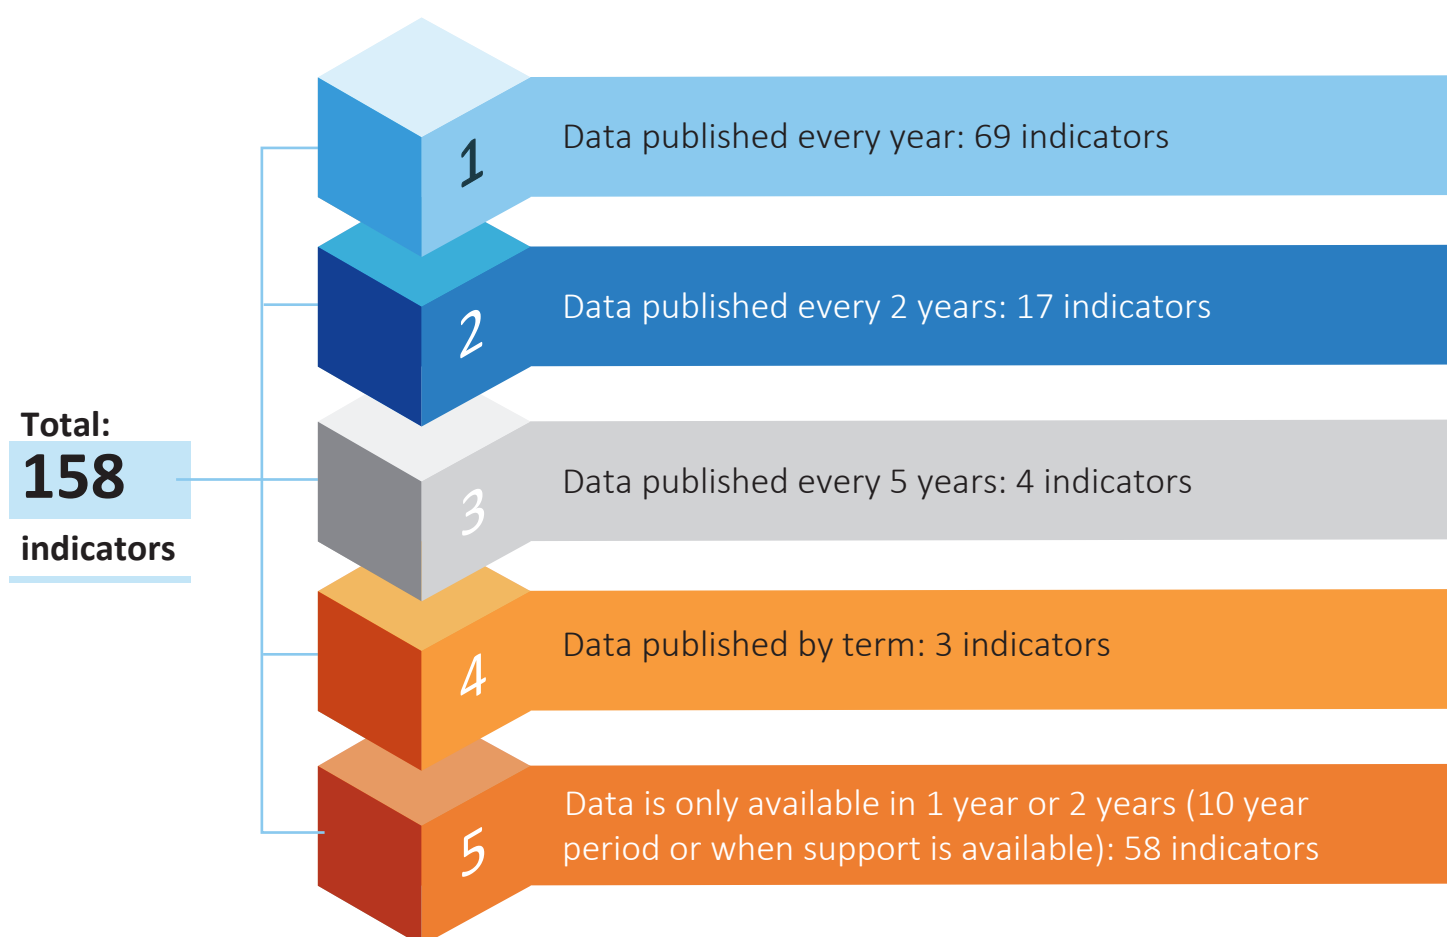 1
Data published every year: 69 indicators
2
Data published every 2 years: 17 indicators
Total:
158
indicators
3
Data published every 5 years: 4 indicators
4
Data published by term: 3 indicators
5
Data is only available in 1 year or 2 years (10 year
period or when support is available): 58 indicators